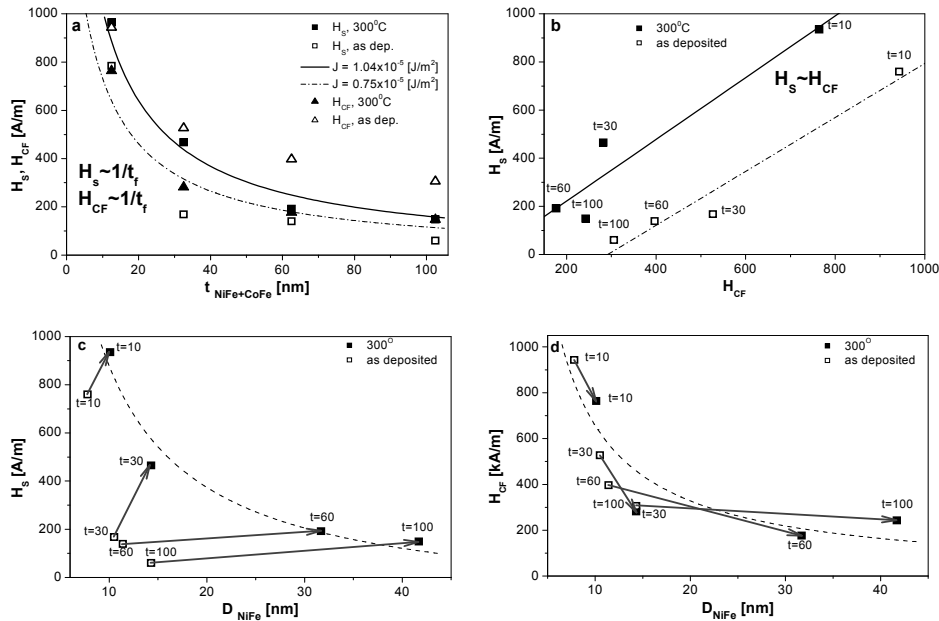 a
H_S, 300⁰C
H_S, as dep.
J = 1.04x10⁻⁵ [J/m²]
J = 0.75x10⁻⁵ [J/m²]
H_CF, 300⁰C
H_CF, as dep.
H_s~1/t_f
H_CF~1/t_f
H_S, H_CF [A/m]
1000
800
600
400
200
0
0 20 40 60 80 100
t NiFe+CoFe [nm]
b
300°C
as deposited
t=10
t=10
H_S~H_CF
t=30
t=60
t=100
t=60
t=30
t=100
H_S [A/m]
1000
800
600
400
200
0
200 400 600 800 1000
H_CF
c
300^O
as deposited
t=10
t=10
t=30
t=30
t=60
t=100
t=60
t=100
H_S [A/m]
1000
800
600
400
200
0
10 20 30 40
D NiFe [nm]
d
300^O
as deposited
t=10
t=10
t=30
t=60
t=100
t=30
t=100
t=60
H_CF [kA/m]
1000
800
600
400
200
0
10 20 30 40
D_NiFe [nm]